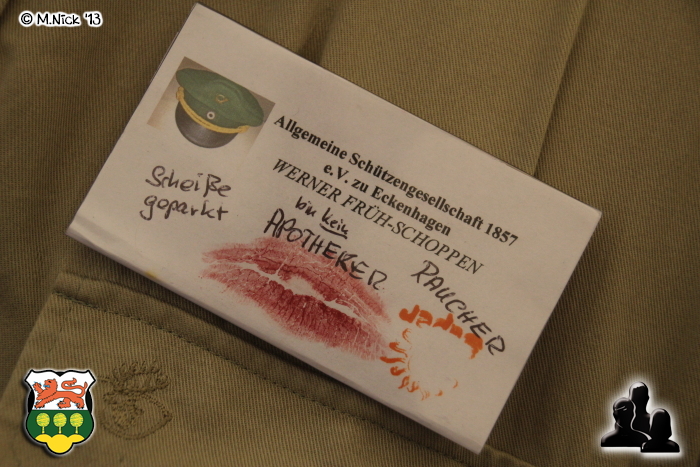 © M.Nick '13
Allgemeine Schützengesellschaft 1857
e.V. zu Eckenhagen
WERNER FRÜH-SCHOPPEN
Scheiße
geparkt
bin kein
APOTHEKER
RAUCHER